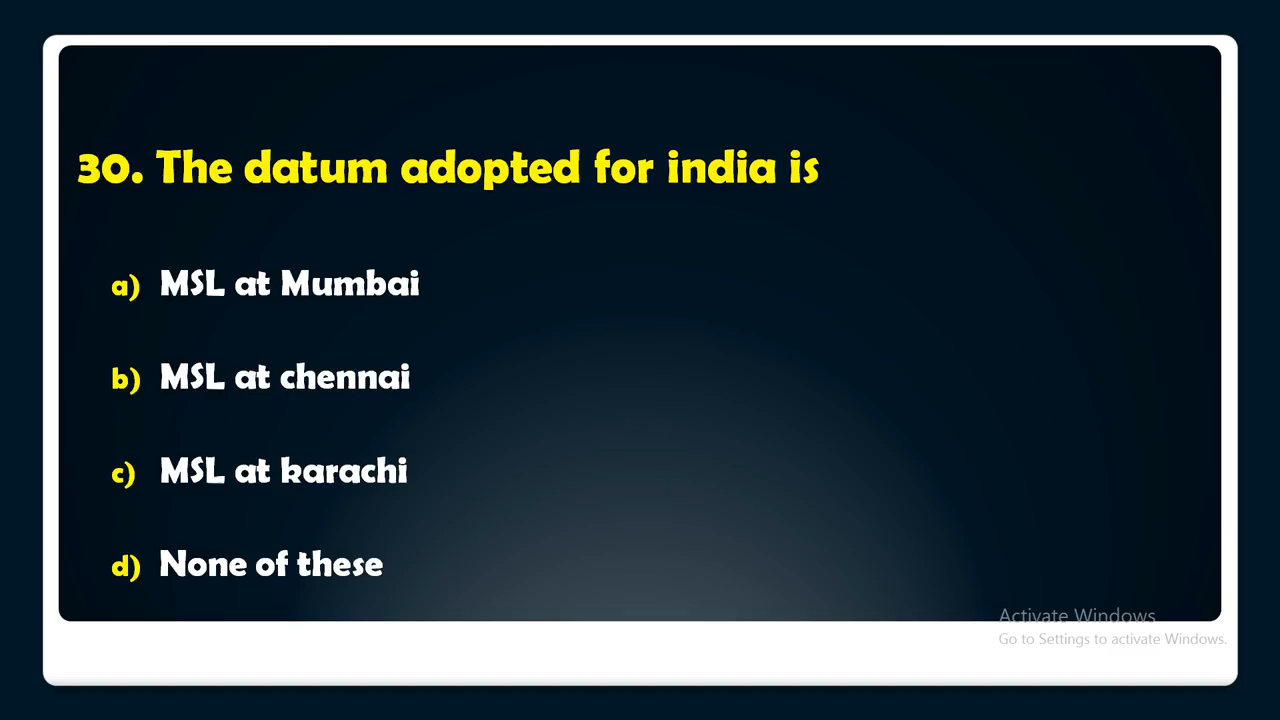 30. The datum adopted for india is
a) MSL at Mumbai
b) MSL at chennai
c) MSL at karachi
d) None of these
Activate Windows
Go to Settings to activate Windows.